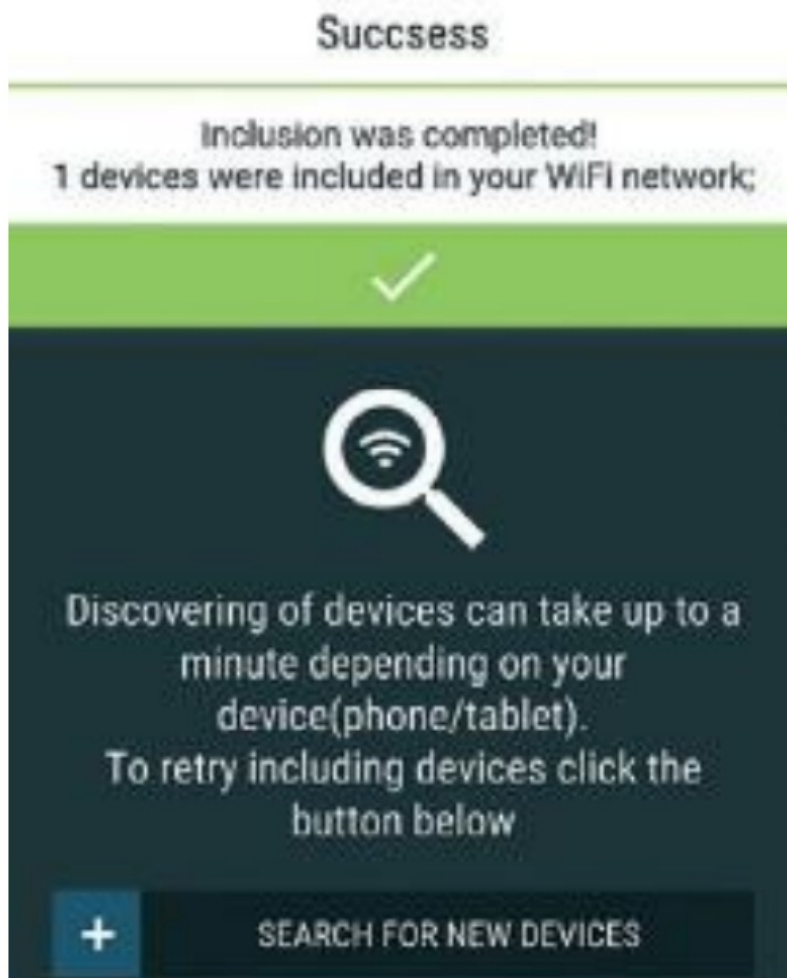 Succsess
Inclusion was completed!
1 devices were included in your WiFi network;
Discovering of devices can take up to a
minute depending on your
device(phone/tablet).
To retry including devices click the
button below
+ SEARCH FOR NEW DEVICES